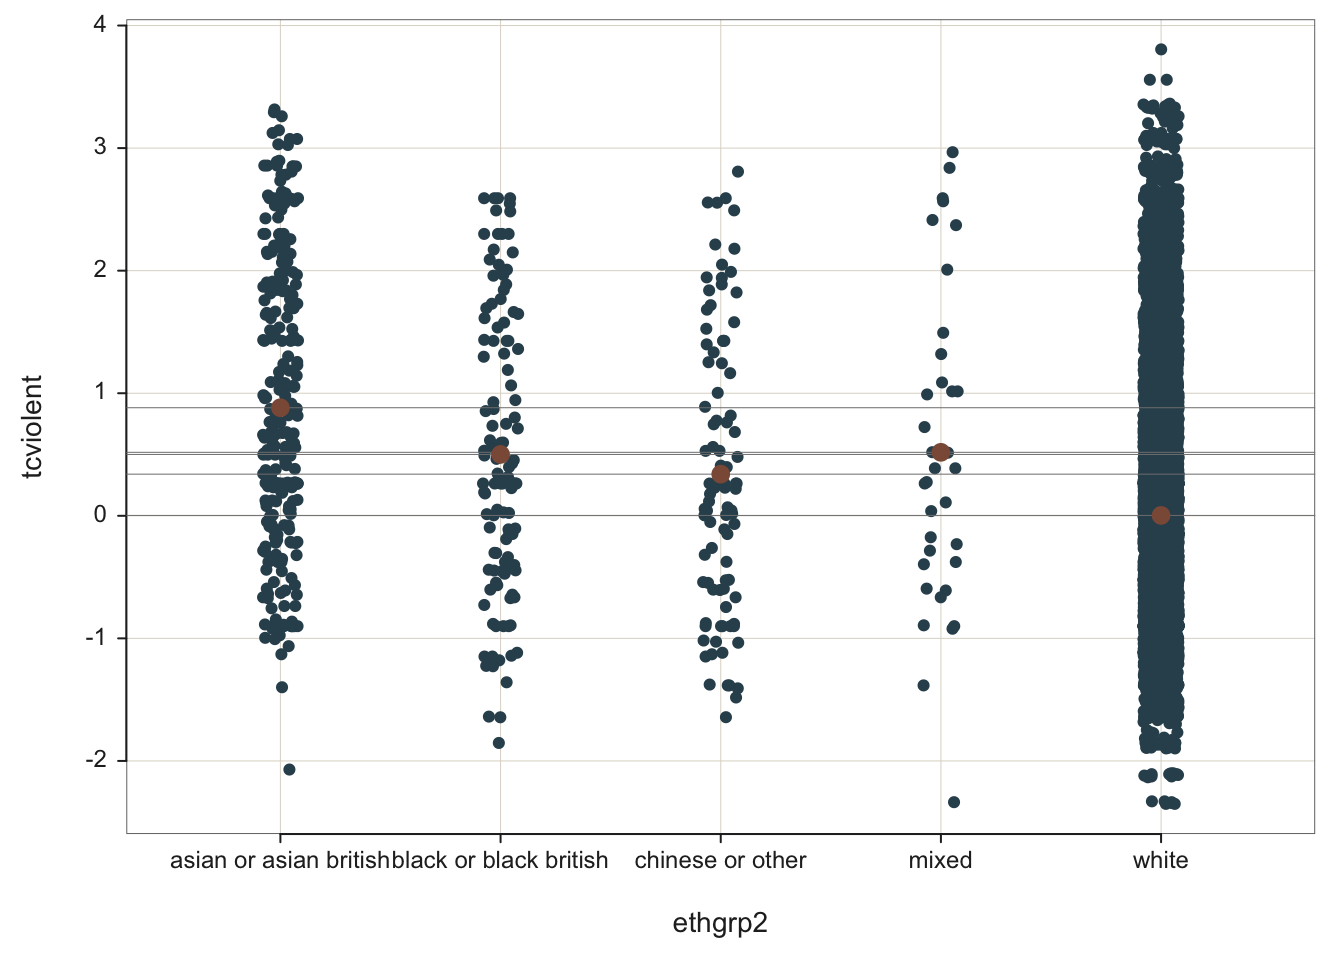 4
3
2
1
0
-1
-2
tcviolent
asian or asian british black or black british chinese or other mixed white
ethgrp2